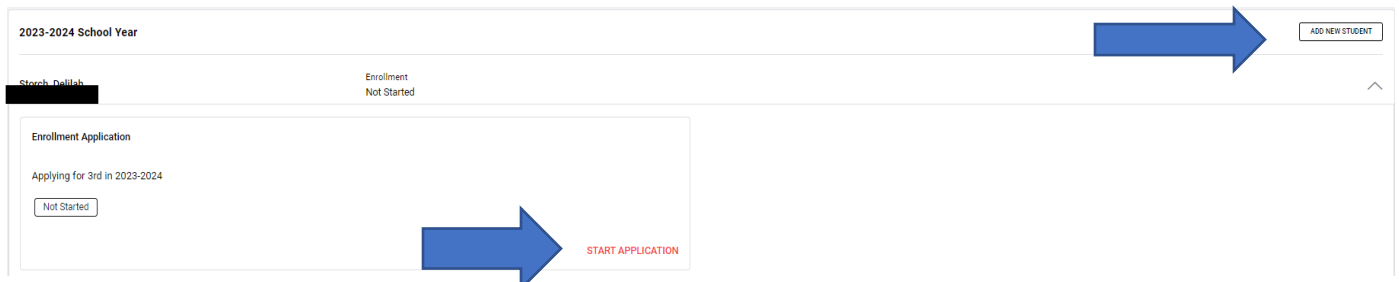 2023-2024 School Year
ADD NEW STUDENT
Enrollment
Not Started
Enrollment Application
Applying for 3rd in 2023-2024
Not Started
START APPLICATION